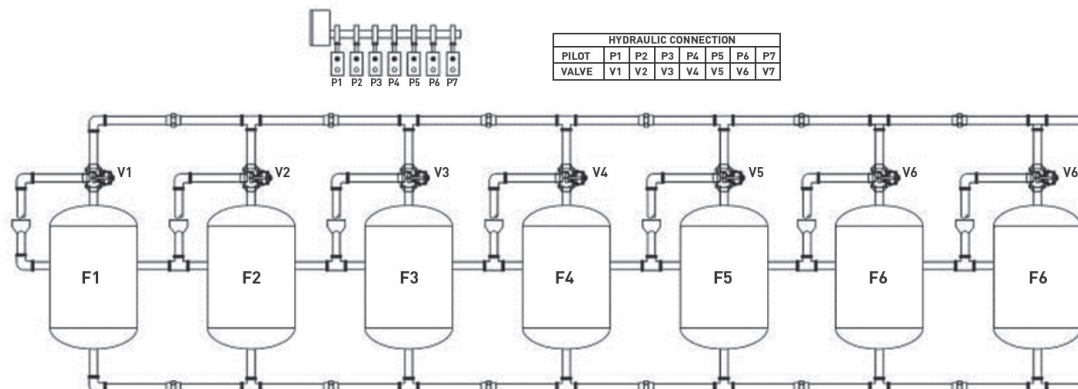 HYDRAULIC CONNECTION
PILOT P1 P2 P3 P4 P5 P6 P7
VALVE V1 V2 V3 V4 V5 V6 V7
P1 P2 P3 P4 P5 P6 P7
V1 V2 V3 V4 V5 V6 V6
F1 F2 F3 F4 F5 F6 F6